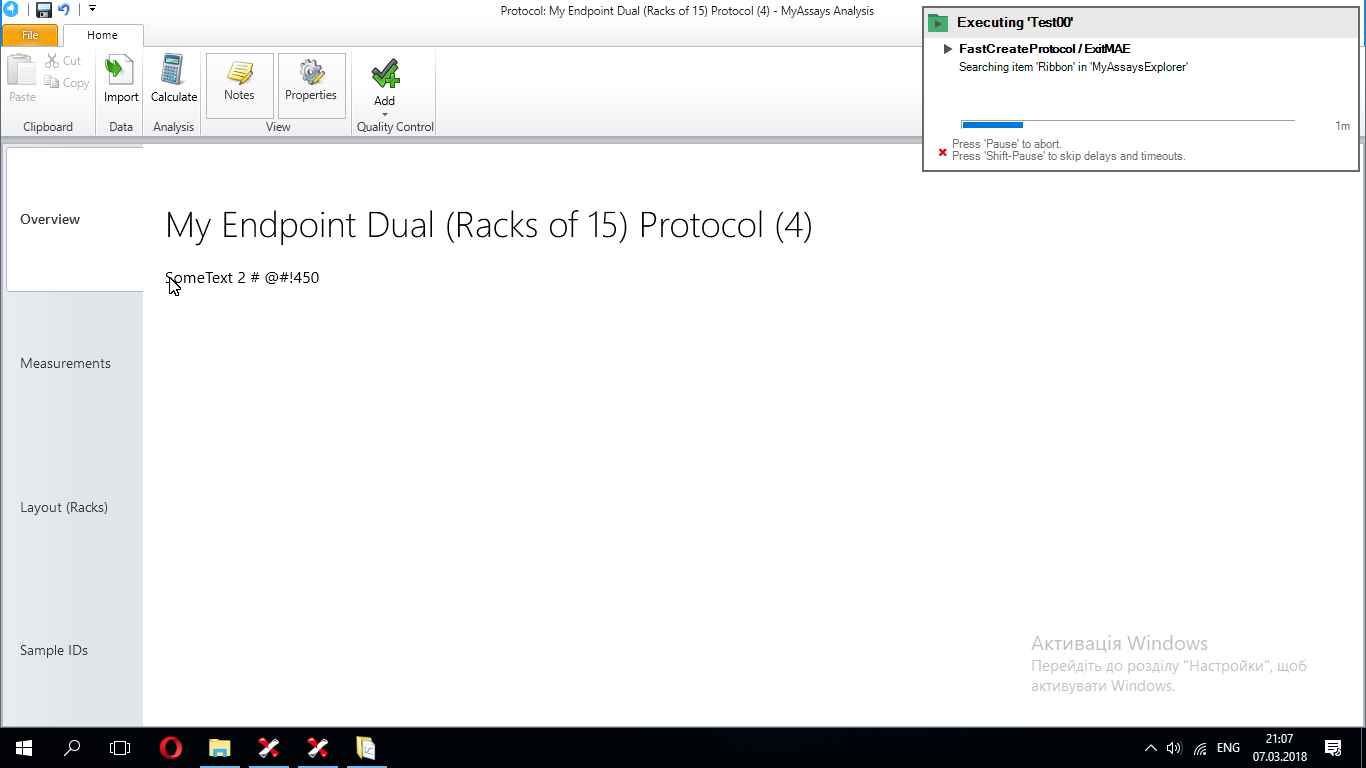 Protocol: My Endpoint Dual (Racks of 15) Protocol (4) - MyAssays Analysis
File
Home
Paste
Cut
Copy
Clipboard
Import
Data
Calculate
Analysis
Notes
Properties
View
Add
Quality Control
Executing 'Test00'
FastCreateProtocol / ExitMAE
Searching item 'Ribbon' in 'MyAssaysExplorer'
1m
Press 'Pause' to abort.
Press 'Shift-Pause' to skip delays and timeouts.
Overview
Measurements
Layout (Racks)
Sample IDs
My Endpoint Dual (Racks of 15) Protocol (4)
SomeText 2 # @#!450
Активація Windows
Перейдіть до розділу "Настройки", щоб
активувати Windows.
ENG
21:07
07.03.2018